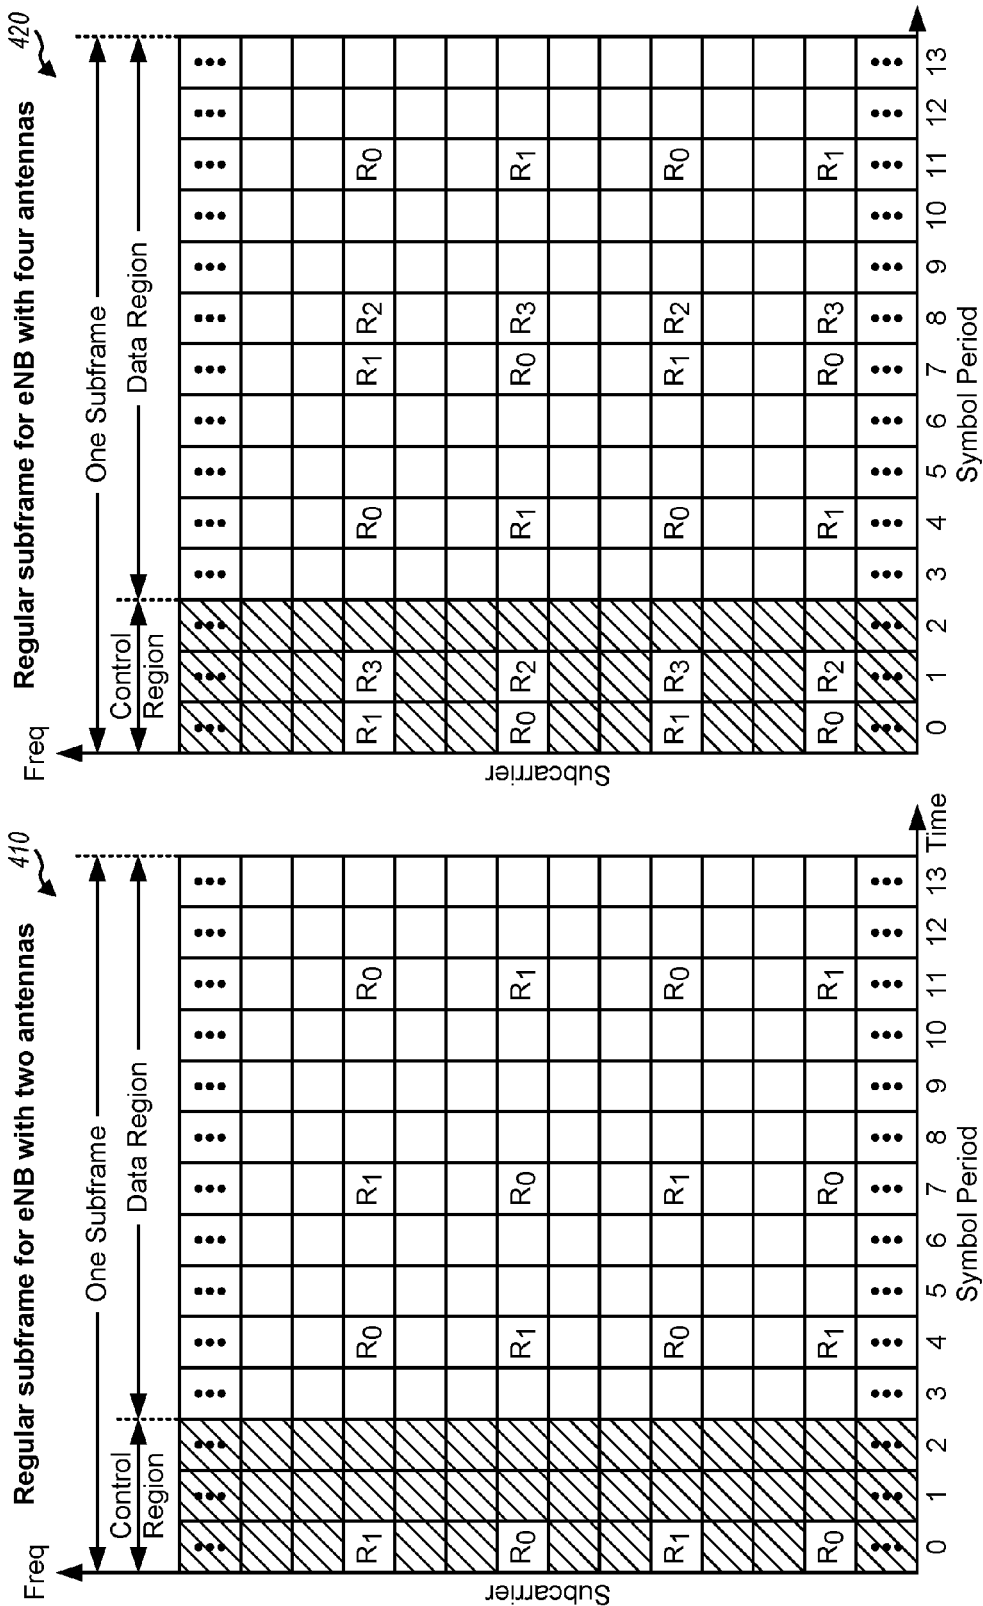 Regular subframe for eNB with two antennas
410
Freq
One Subframe
Control
Region
Data Region
Subcarrier
R1 R0 R1 R0
R0 R1 R0 R1
R1 R0 R1 R0
R0 R1 R0 R1
0 1 2 3 4 5 6 7 8 9 10 11 12 13
Time
Symbol Period
Regular subframe for eNB with four antennas
420
Freq
One Subframe
Control
Region
Data Region
Subcarrier
R1 R3 R0 R1 R2 R0
R0 R2 R1 R0 R3 R1
R1 R3 R0 R1 R2 R0
R0 R2 R1 R0 R3 R1
0 1 2 3 4 5 6 7 8 9 10 11 12 13
Symbol Period